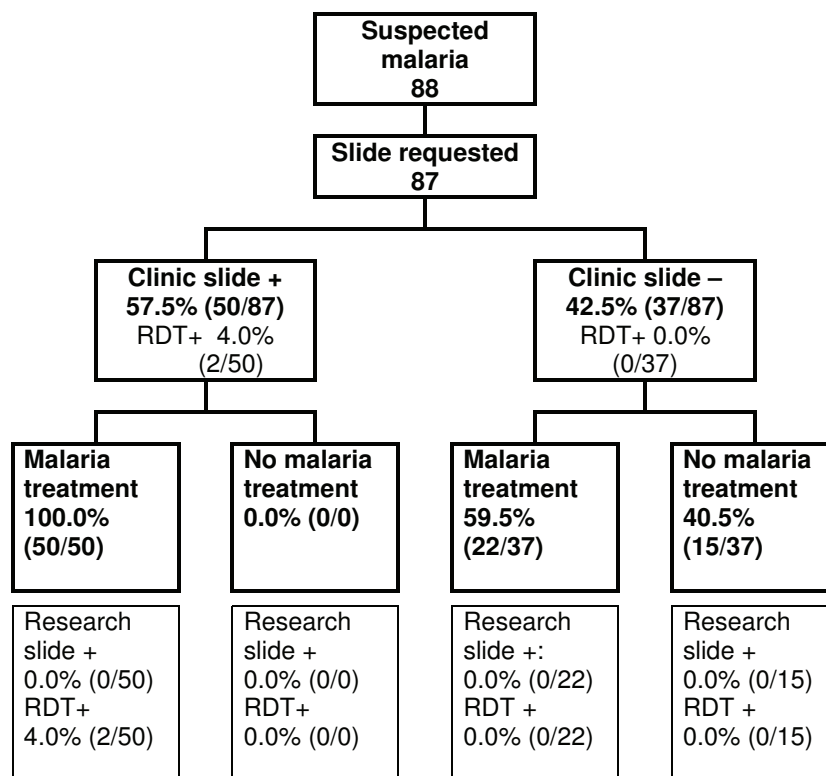 Suspected
malaria
88
Slide requested
87
Clinic slide +
57.5% (50/87)
RDT+ 4.0%
(2/50)
Clinic slide –
42.5% (37/87)
RDT+ 0.0%
(0/37)
Malaria
treatment
100.0%
(50/50)
No malaria
treatment
0.0% (0/0)
Malaria
treatment
59.5%
(22/37)
No malaria
treatment
40.5%
(15/37)
Research
slide +
0.0% (0/50)
RDT+
4.0% (2/50)
Research
slide +
0.0% (0/0)
RDT+
0.0% (0/0)
Research
slide +:
0.0% (0/22)
RDT +
0.0% (0/22)
Research
slide +
0.0% (0/15)
RDT +
0.0% (0/15)